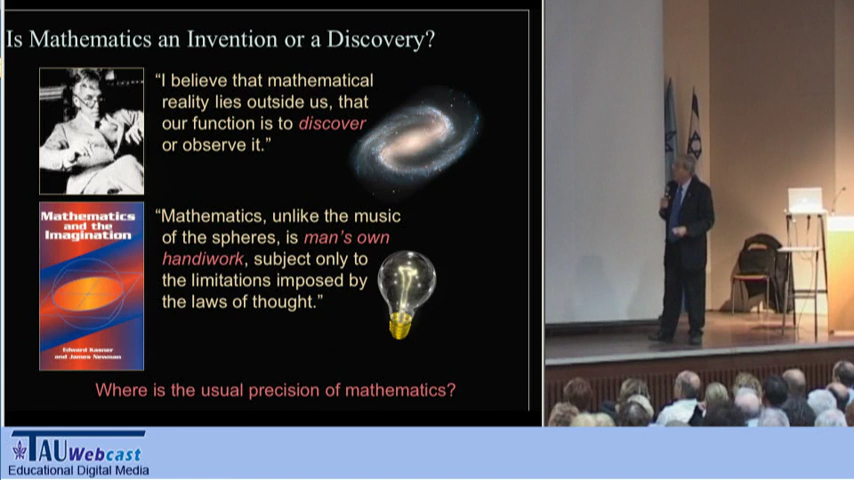 Is Mathematics an Invention or a Discovery?
“I believe that mathematical
reality lies outside us, that
our function is to discover
or observe it.”
Mathematics
and the
Imagination
“Mathematics, unlike the music
of the spheres, is man’s own
handiwork, subject only to
the limitations imposed by
the laws of thought.”
Edward Kasner
and James Newman
Where is the usual precision of mathematics?
TAU Webcast
Educational Digital Media